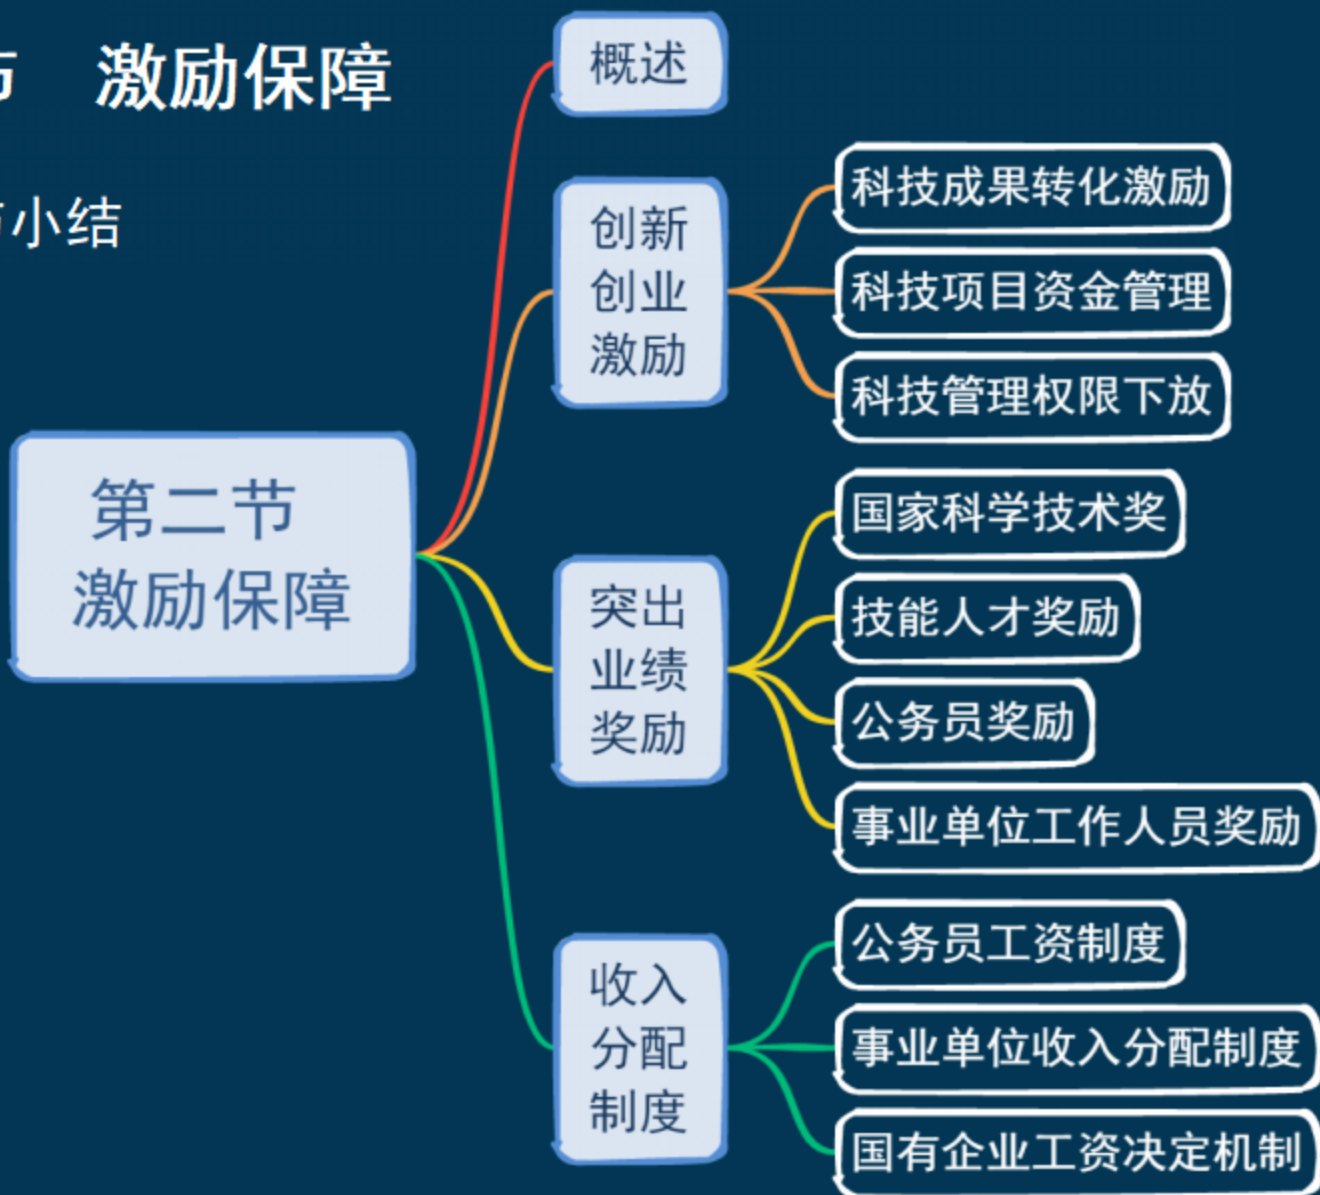 节 激励保障
节小结
第二节
激励保障
概述
创新
创业
激励
科技成果转化激励
科技项目资金管理
科技管理权限下放
突出
业绩
奖励
国家科学技术奖
技能人才奖励
公务员奖励
事业单位工作人员奖励
收入
分配
制度
公务员工资制度
事业单位收入分配制度
国有企业工资决定机制